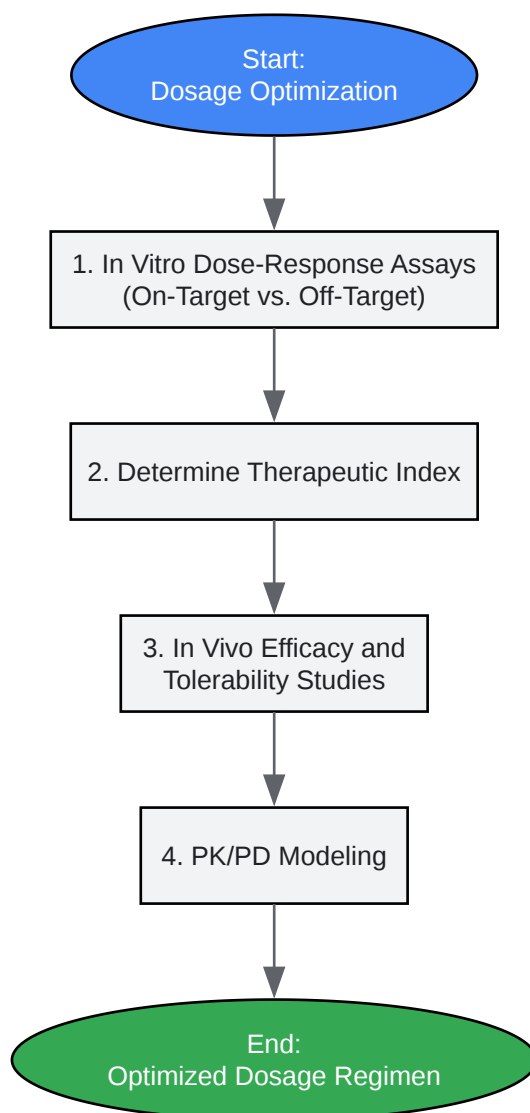 Start:
Dosage Optimization
1. In Vitro Dose-Response Assays
(On-Target vs. Off-Target)
2. Determine Therapeutic Index
3. In Vivo Efficacy and
Tolerability Studies
4. PK/PD Modeling
End:
Optimized Dosage Regimen